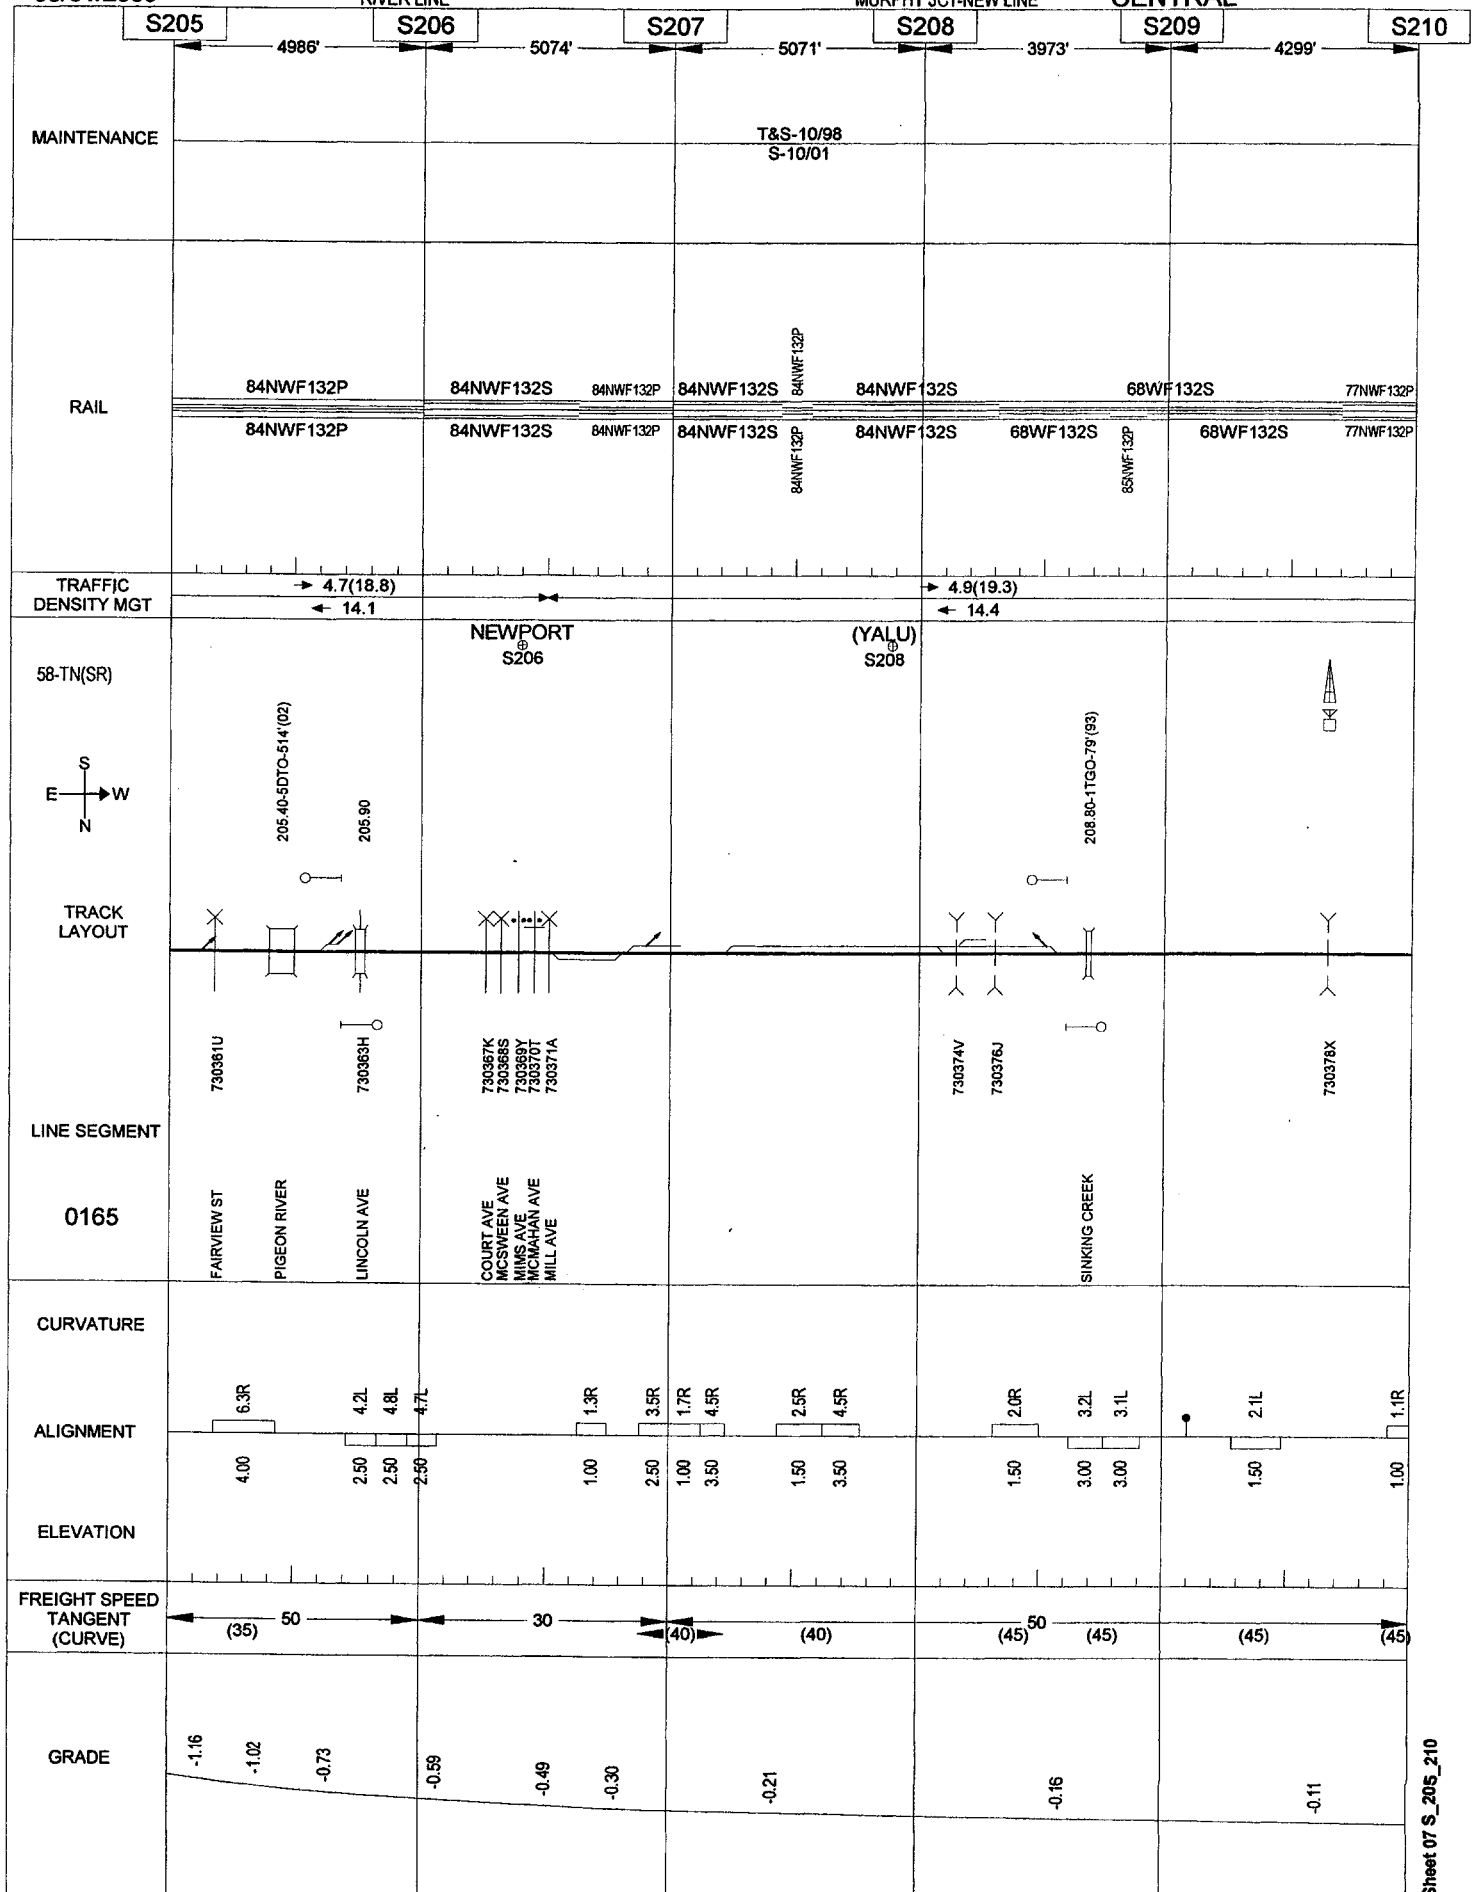 RIVER LINE
MURPHY JCT-NEW LINE
CENTRAL
S205 S206 S207 S208 S209 S210
4986' 5074' 5071' 3973' 4299'
MAINTENANCE
T&S-10/98
S-10/01
RAIL
84NWF132P 84NWF132S 84NWF132P 84NWF132S 84NWF132P 84NWF132S 68WF132S 77NWF132P
84NWF132P 84NWF132S 84NWF132P 84NWF132S 84NWF132P 84NWF132S 68WF132S 85NWF132P 68WF132S 77NWF132P
TRAFFIC
DENSITY MGT
4.7(18.8) 4.9(19.3)
14.1 14.4
NEWPORT
S206
(YALU)
S208
58-TN(SR)
S
E W
N
205.40-5DTO-514'(02)
205.90
208.80-1TGO-79'(93)
TRACK
LAYOUT
730361U
730363H
730367K
730368S
730369Y
730370T
730371A
730374V
730376J
730378X
LINE SEGMENT
0165
FAIRVIEW ST
PIGEON RIVER
LINCOLN AVE
COURT AVE
MCSWEEN AVE
MIMS AVE
MCMAHAN AVE
MILL AVE
SINKING CREEK
CURVATURE
6.3R 4.2L 4.8L 4.7L 1.3R 3.5R 1.7R 4.5R 2.5R 4.5R 2.0R 3.2L 3.1L 2.1L 1.1R
ALIGNMENT
4.00 2.50 2.50 2.50 1.00 2.50 1.00 3.50 1.50 3.50 1.50 3.00 3.00 1.50 1.00
ELEVATION
FREIGHT SPEED
TANGENT
(CURVE)
50 30 50
(35) (40) (40) (45) (45) (45) (45)
GRADE
-1.16 -1.02 -0.73 -0.59 -0.49 -0.30 -0.21 -0.16 -0.11
Sheet 07 S_205_210